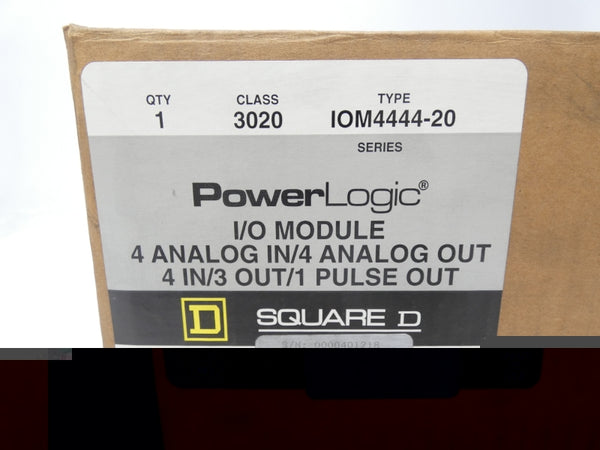 QTY CLASS TYPE
1 3020 IOM4444-20
SERIES
PowerLogic®
I/O MODULE
4 ANALOG IN/4 ANALOG OUT
4 IN/3 OUT/1 PULSE OUT
D SQUARE D
S/N: 0000401218